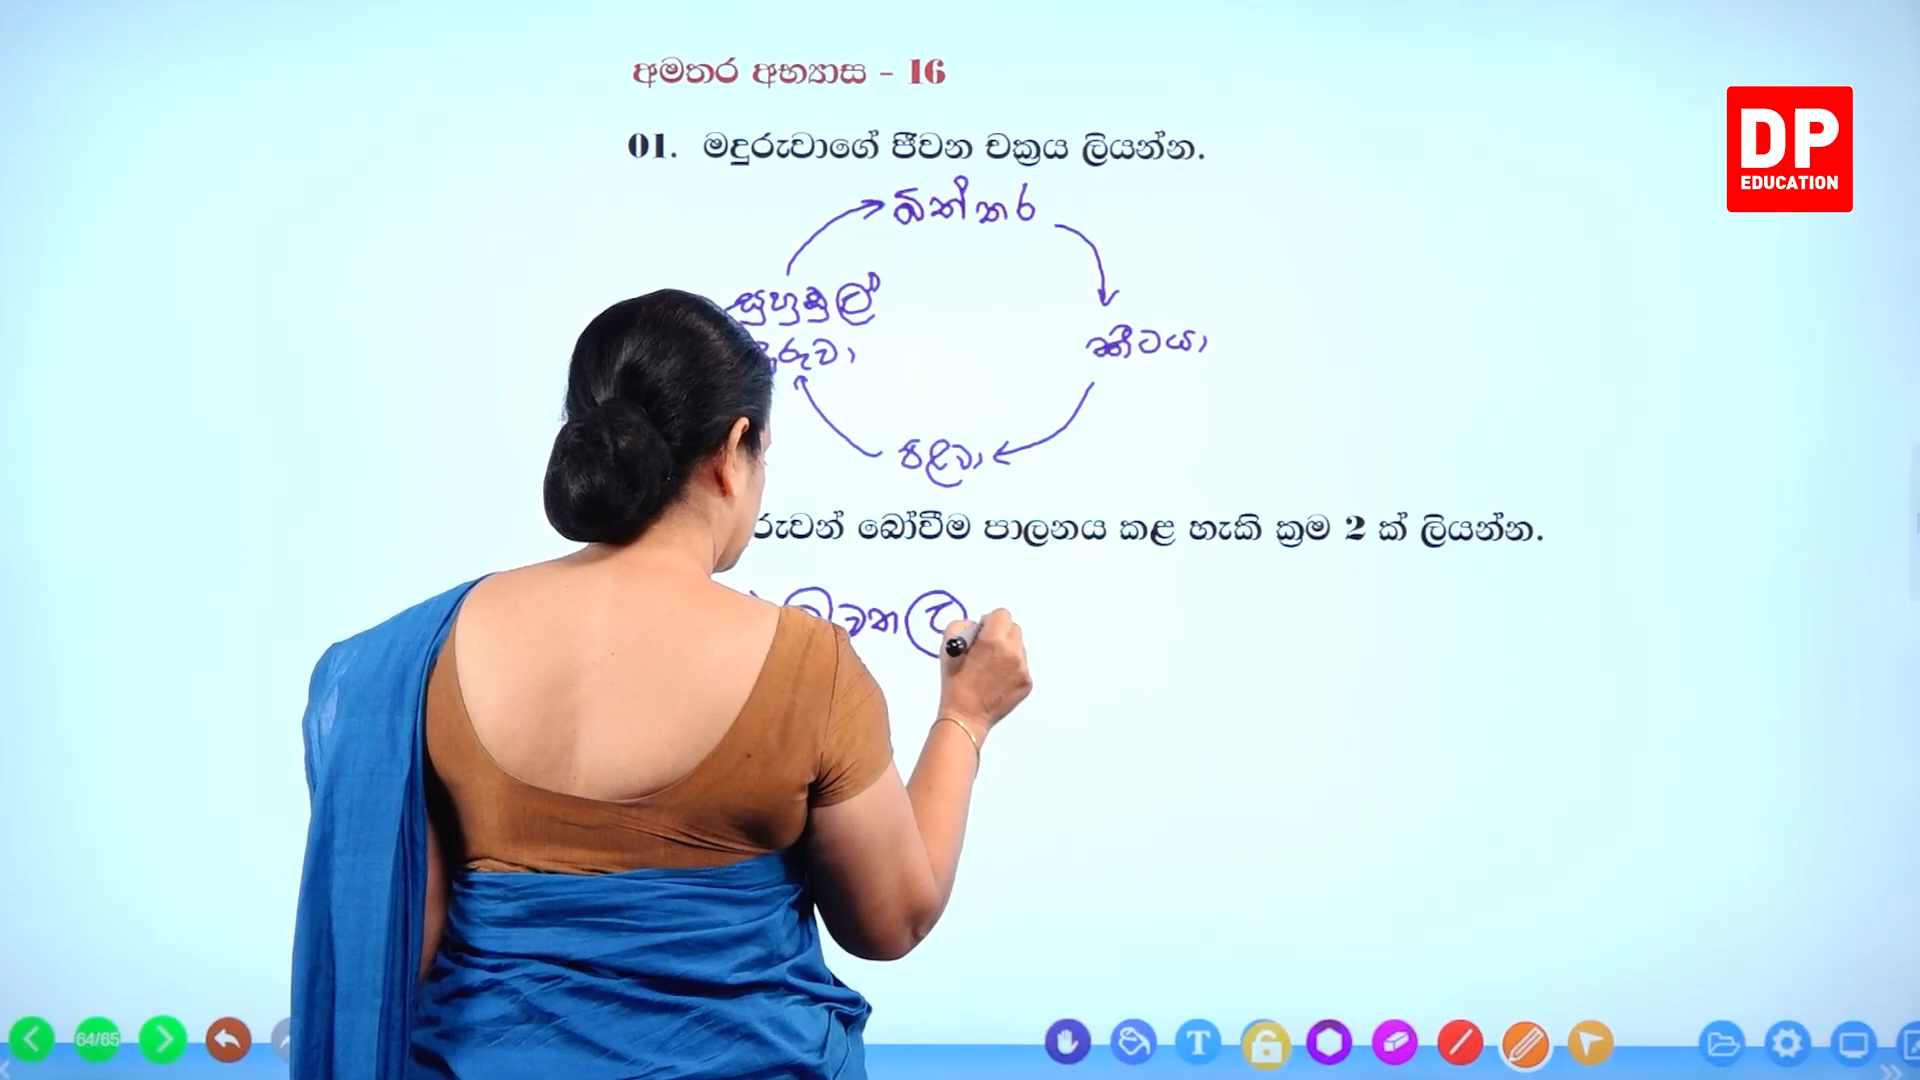 අමතර අභ්‍යාස - 16
DP
EDUCATION
01. මදුරුවාගේ ජීවන චක්‍රය ලියන්න.
බිත්තර
සුහුඹුල්
කීටයා
පිළවා
බෝවීම පාලනය කළ හැකි ක්‍රම 2 ක් ලියන්න.
64/65
T